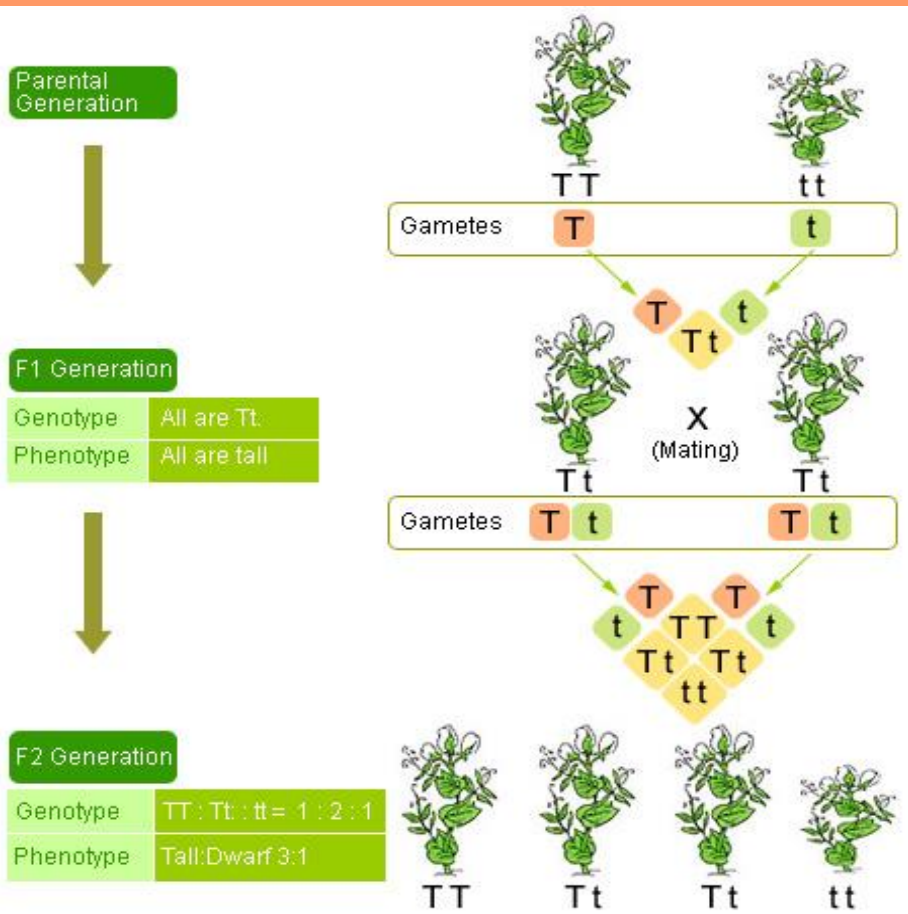 Parental
Generation
T T
t t
Gametes
T
t
T
t
T t
F1 Generation
Genotype
All are Tt.
Phenotype
All are tall
X
(Mating)
T t
T t
Gametes
T t
T t
T
T
t
T T
t
T t
T t
t t
F2 Generation
Genotype
TT : Tt. : tt = 1 : 2 : 1
Phenotype
Tall:Dwarf 3:1
T T
T t
T t
t t